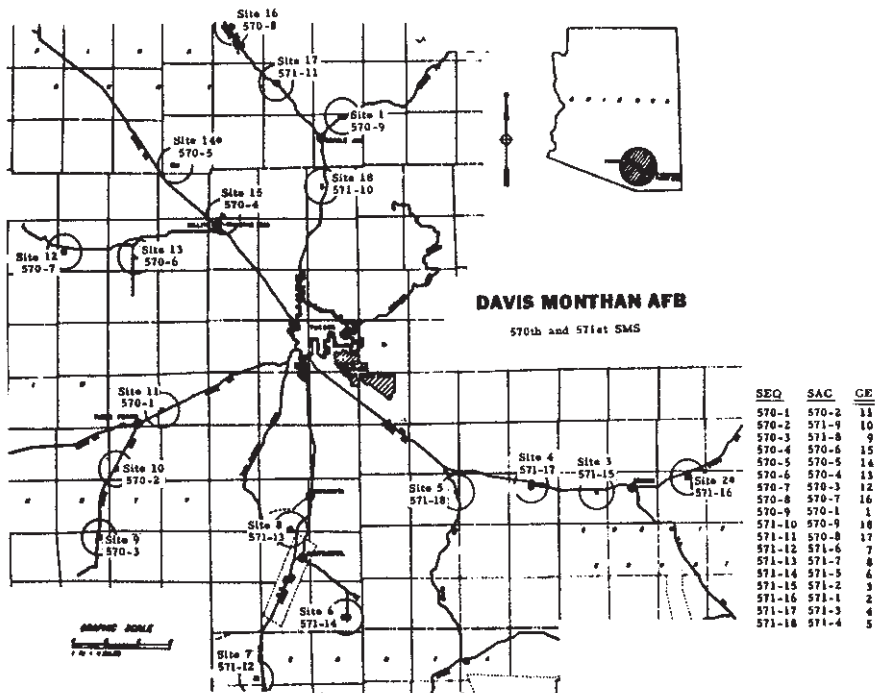 Site 16
570-8
Site 17
571-11
Site 1
570-9
Site 14*
570-5
Site 18
571-10
Site 15
570-4
Site 12
570-7
Site 13
570-6
DAVIS MONTHAN AFB
570th and 571st SMS
Site 11
570-1
Site 10
570-2
Site 9
570-3
Site 8
571-13
Site 5
571-18
Site 4
571-17
Site 3
571-15
Site 2*
571-16
Site 6
571-14
Site 7
571-12
GRAPHIC SCALE
SEQ SAC GE
570-1 570-2 11
570-2 571-9 10
570-3 571-8 9
570-4 570-6 15
570-5 570-5 14
570-6 570-4 13
570-7 570-3 12
570-8 570-7 16
570-9 570-1 1
571-10 570-9 18
571-11 570-8 17
571-12 571-6 7
571-13 571-7 8
571-14 571-5 6
571-15 571-2 3
571-16 571-1 2
571-17 571-3 4
571-18 571-4 5